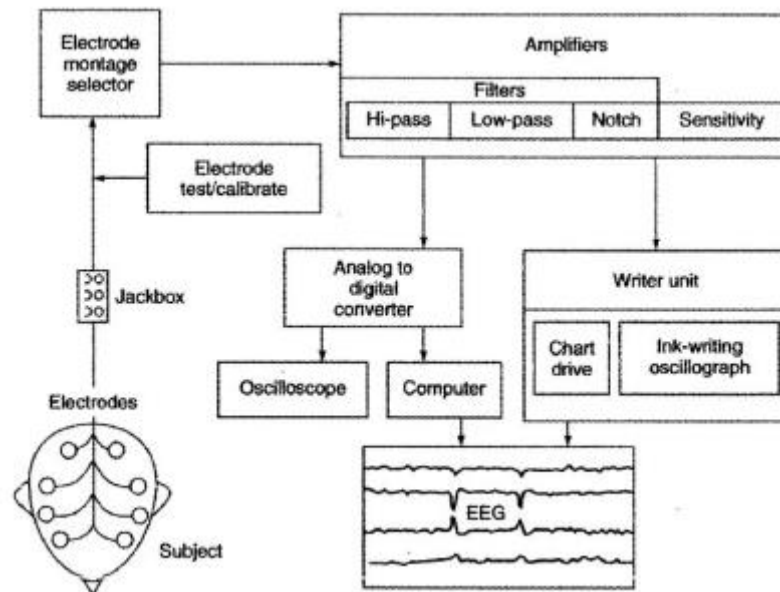 Electrode
montage
selector
Amplifiers
Filters
Hi-pass
Low-pass
Notch
Sensitivity
Electrode
test/calibrate
Jackbox
Analog to
digital
converter
Writer unit
Chart
drive
Ink-writing
oscillograph
Oscilloscope
Computer
Electrodes
EEG
Subject